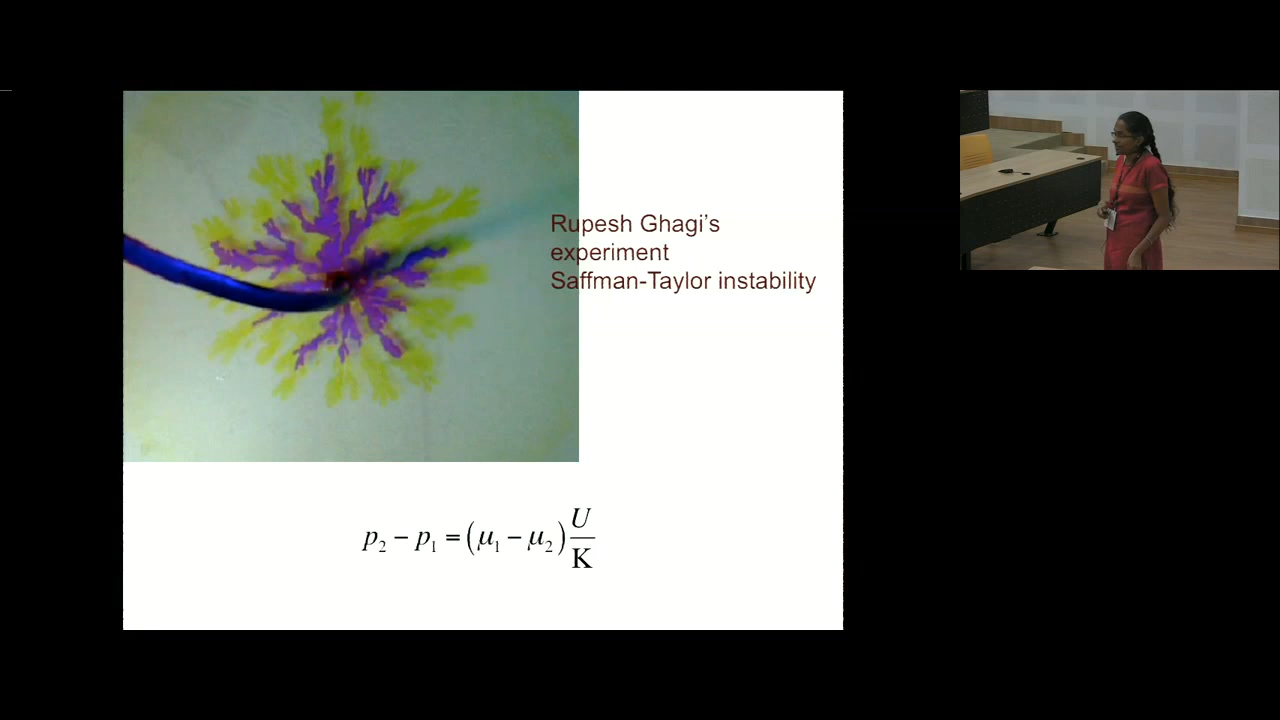 Rupesh Ghagi’s
experiment
Saffman-Taylor instability
p₂ − p₁ = (μ₁ − μ₂) U/K